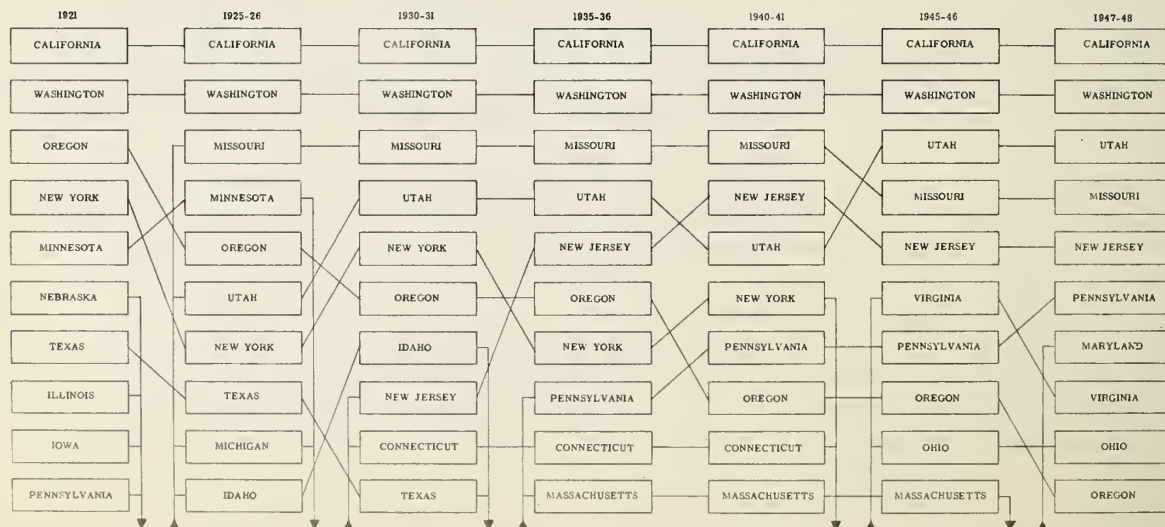 1921 1925-26 1930-31 1935-36 1940-41 1945-46 1947-48
CALIFORNIA CALIFORNIA CALIFORNIA CALIFORNIA CALIFORNIA CALIFORNIA CALIFORNIA
WASHINGTON WASHINGTON WASHINGTON WASHINGTON WASHINGTON WASHINGTON WASHINGTON
OREGON MISSOURI MISSOURI MISSOURI MISSOURI UTAH UTAH
NEW YORK MINNESOTA UTAH UTAH NEW JERSEY MISSOURI MISSOURI
MINNESOTA OREGON NEW YORK NEW JERSEY UTAH NEW JERSEY NEW JERSEY
NEBRASKA UTAH OREGON OREGON NEW YORK VIRGINIA PENNSYLVANIA
TEXAS NEW YORK IDAHO NEW YORK PENNSYLVANIA PENNSYLVANIA MARYLAND
ILLINOIS TEXAS NEW JERSEY PENNSYLVANIA OREGON OREGON VIRGINIA
IOWA MICHIGAN CONNECTICUT CONNECTICUT CONNECTICUT OHIO OHIO
PENNSYLVANIA IDAHO TEXAS MASSACHUSETTS MASSACHUSETTS MASSACHUSETTS OREGON